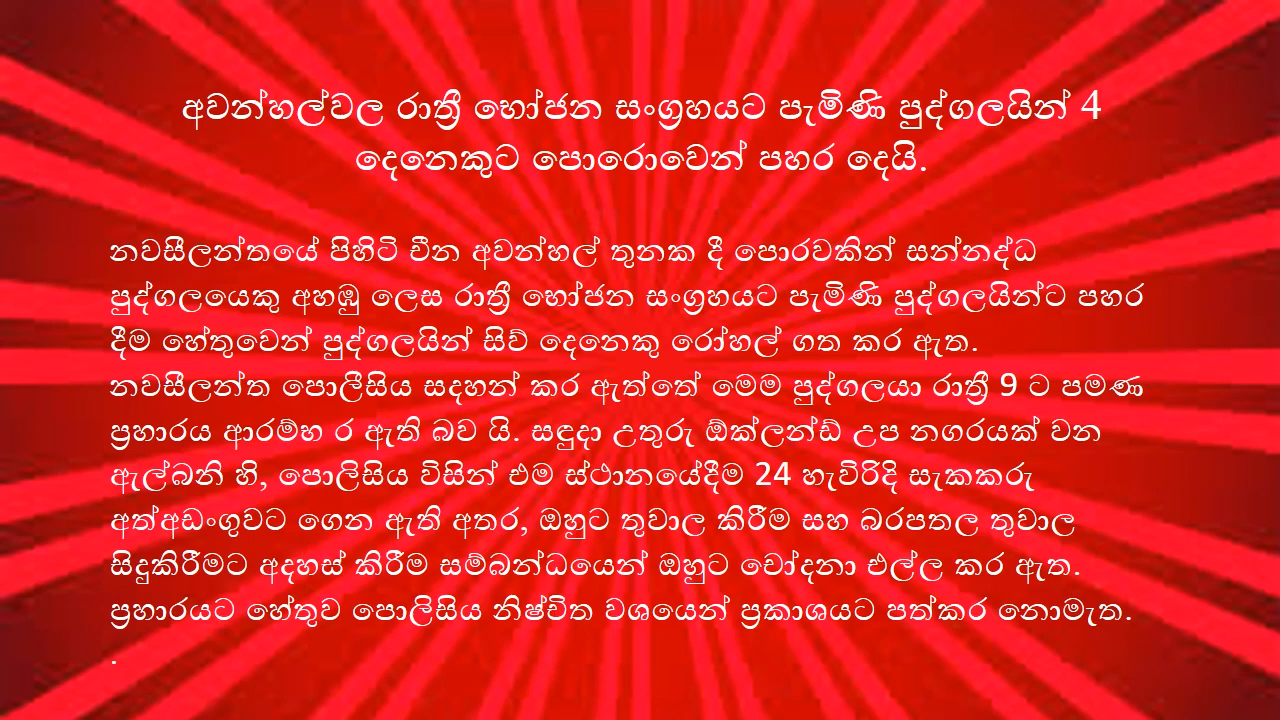 අවන්හල්වල රාත්‍රී භෝජන සංග්‍රහයට පැමිණි පුද්ගලයින් 4
දෙනෙකුට පොරොවෙන් පහර දෙයි.
නවසීලන්තයේ පිහිටි චීන අවන්හල් තුනක දී පොරවකින් සන්නද්ධ
පුද්ගලයෙකු අහඹු ලෙස රාත්‍රී භෝජන සංග්‍රහයට පැමිණි පුද්ගලයින්ට පහර
දීම හේතුවෙන් පුද්ගලයින් සිව් දෙනෙකු රෝහල් ගත කර ඇත.
නවසීලන්ත පොලීසිය සදහන් කර ඇත්තේ මෙම පුද්ගලයා රාත්‍රී 9 ට පමණ
ප්‍රහාරය ආරම්භ ර ඇති බව යි. සඳුදා උතුරු ඕක්ලන්ඩ් උප නගරයක් වන
ඇල්බනි හි, පොලිසිය විසින් එම ස්ථානයේදීම 24 හැවිරිදි සැකකරු
අත්අඩංගුවට ගෙන ඇති අතර, ඔහුට තුවාල කිරීම සහ බරපතල තුවාල
සිදුකිරීමට අදහස් කිරීම සම්බන්ධයෙන් ඔහුට චෝදනා එල්ල කර ඇත.
ප්‍රහාරයට හේතුව පොලිසිය නිෂ්චිත වශයෙන් ප්‍රකාශයට පත්කර නොමැත.
.